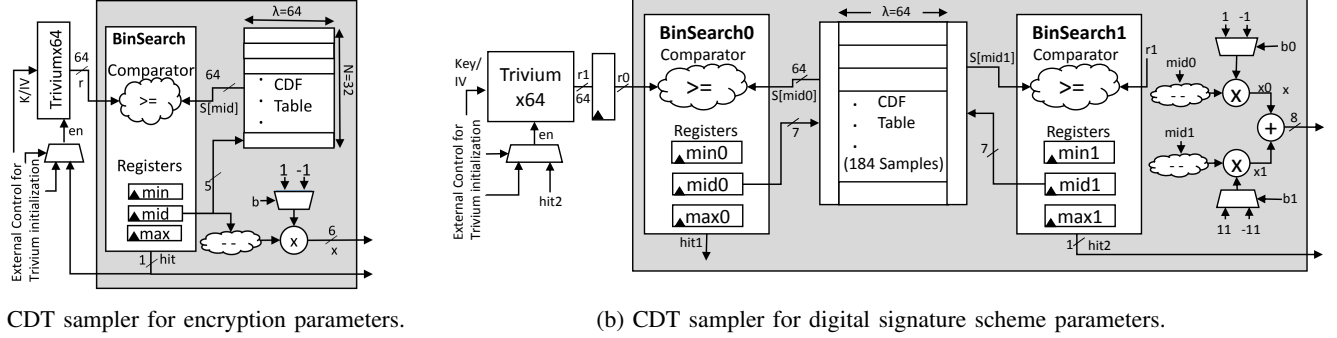 λ=64
BinSearch
Comparator
>=
64
r
Triviumx64
K/IV
en
64
S[mid]
CDF
Table
N=32
External Control for
Trivium initialization
Registers
min
mid
max
5
1 -1
b
- -
x
6
x
1
hit
CDT sampler for encryption parameters.
λ=64
BinSearch0
Comparator
>=
Key/
IV
Trivium
x64
r1
64
r0
64
S[mid0]
7
CDF
Table
(184 Samples)
S[mid1]
7
BinSearch1
Comparator
>=
r1
1 -1
b0
mid0
- -
X
x0
x
+
8
mid1
- -
X
x1
b1
11 -11
en
External Control for
Trivium initialization
hit2
Registers
min0
mid0
max0
hit1
Registers
min1
mid1
max1
1
hit2
(b) CDT sampler for digital signature scheme parameters.